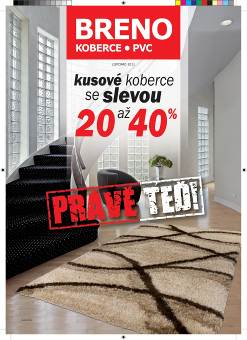 BRENO
KOBERCE • PVC
kusové koberce
se slevou
20 až 40%
PRÁVĚ TEĎ!